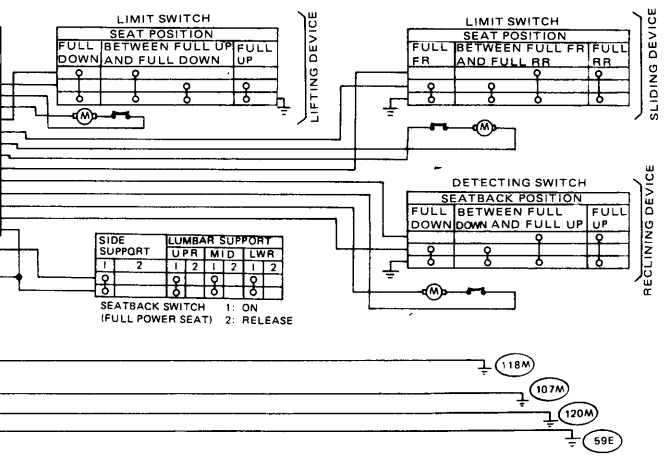 LIMIT SWITCH
SEAT POSITION
FULL DOWN
BETWEEN FULL UP AND FULL DOWN
FULL UP
LIFTING DEVICE
M
LIMIT SWITCH
SEAT POSITION
FULL FR
BETWEEN FULL FR AND FULL RR
FULL RR
SLIDING DEVICE
M
DETECTING SWITCH
SEATBACK POSITION
FULL DOWN
BETWEEN FULL DOWN AND FULL UP
FULL UP
RECLINING DEVICE
M
SIDE SUPPORT
LUMBAR SUPPORT
UPR MID LWR
1 2 1 2 1 2 1 2
SEATBACK SWITCH 1: ON
(FULL POWER SEAT) 2: RELEASE
118M
107M
120M
59E